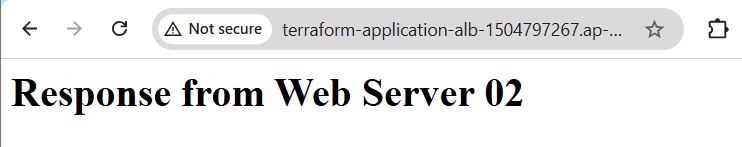 Not secure terraform-application-alb-1504797267.ap-...
Response from Web Server 02